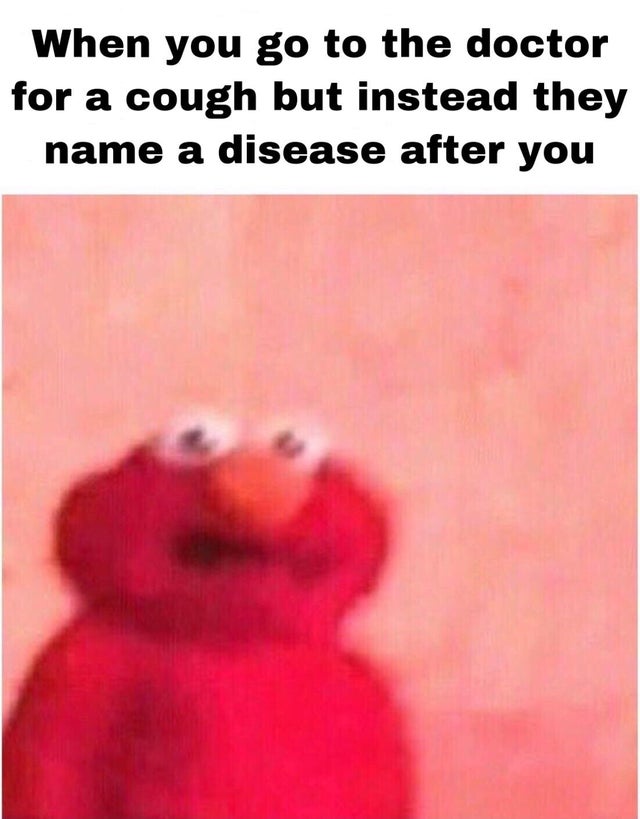 When you go to the doctor
for a cough but instead they
name a disease after you